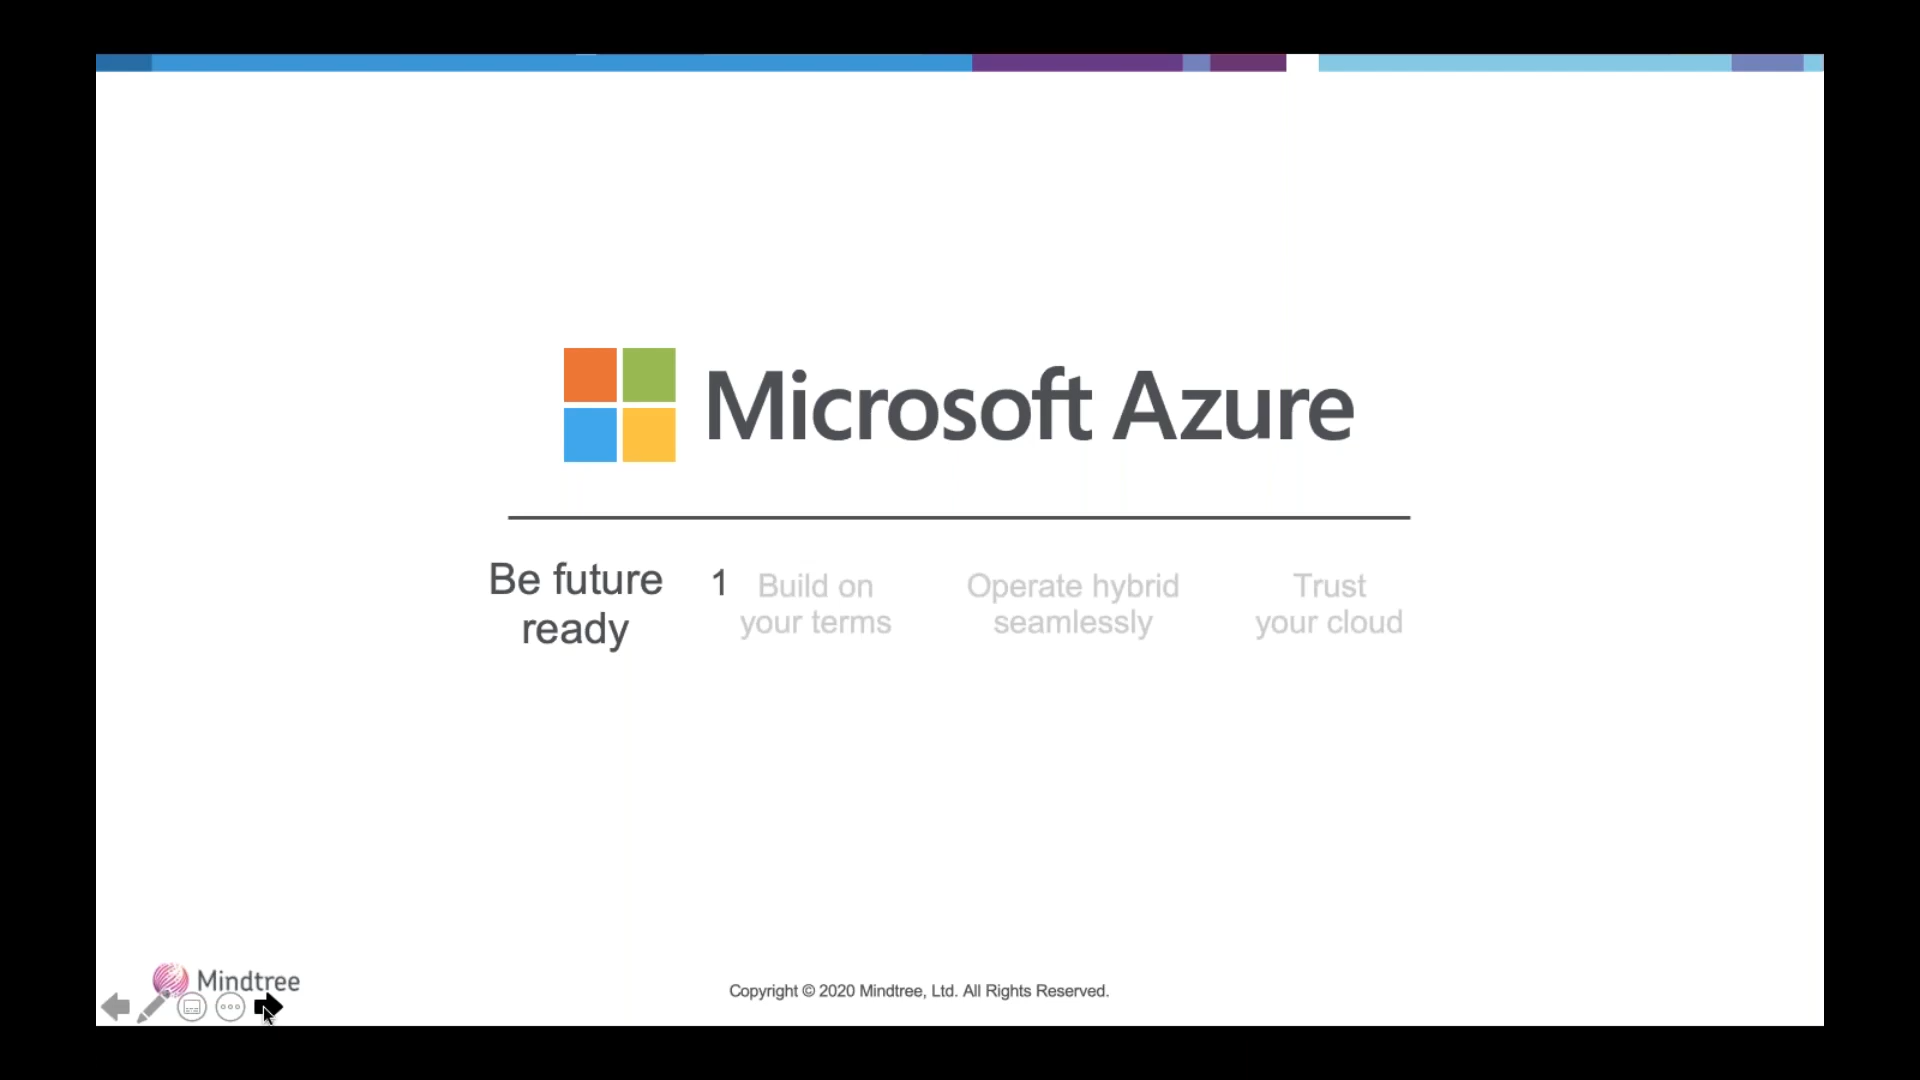 Microsoft Azure
Be future
ready
1
Build on
your terms
Operate hybrid
seamlessly
Trust
your cloud
Mindtree
Copyright © 2020 Mindtree, Ltd. All Rights Reserved.